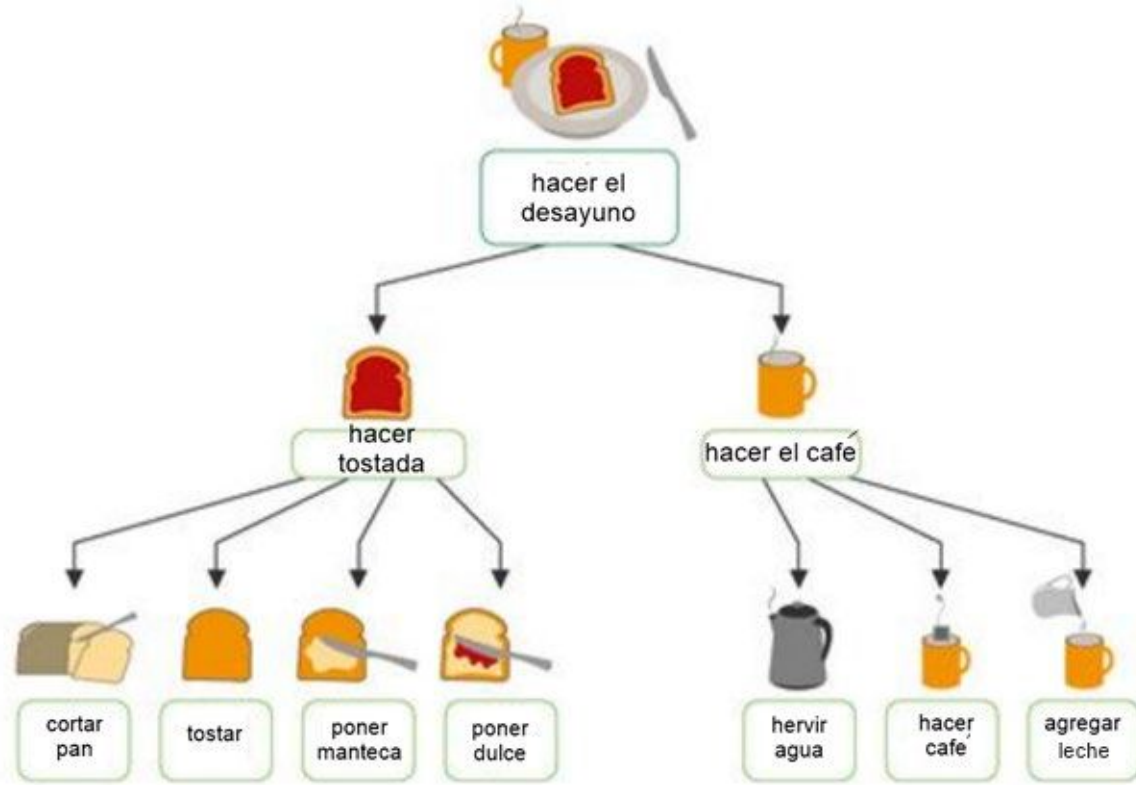 hacer el
desayuno
hacer
tostada
hacer el café
cortar
pan
tostar
poner
manteca
poner
dulce
hervir
agua
hacer
café
agregar
leche